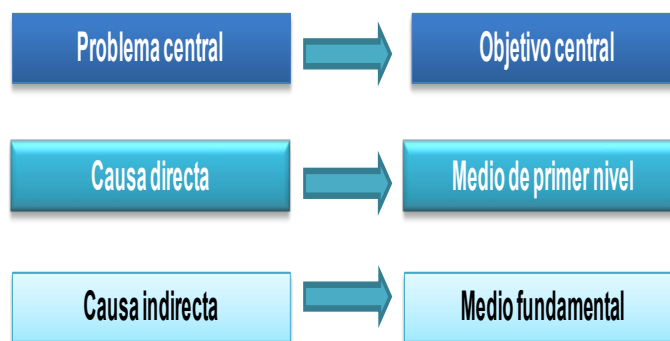 Problema central
Objetivo central
Causa directa
Medio de primer nivel
Causa indirecta
Medio fundamental